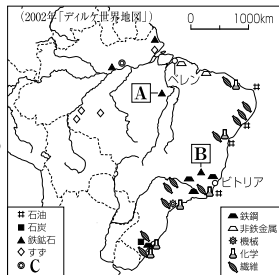 (2002年「ディルケ世界地図」)
0 1000km
C
A
ベレン
B
ビトリア
石油
石炭
鉄鉱石
すず
C
鉄鋼
非鉄金属
機械
化学
繊維